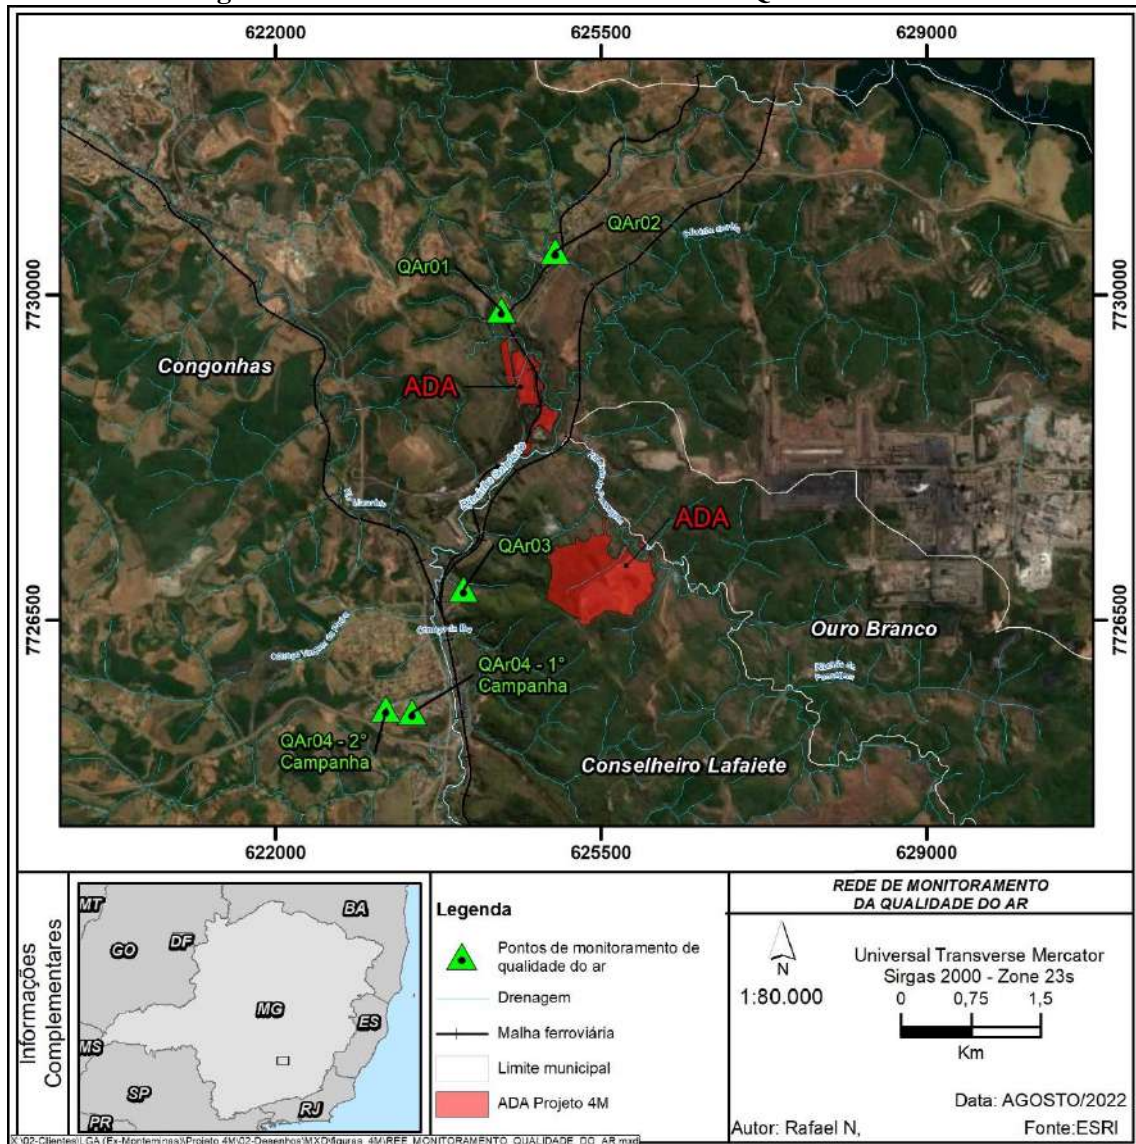 622000
625500
629000
QAr02
QAr01
7730000
7730000
Congonhas
ADA
ADA
QAr03
7726500
7726500
Ouro Branco
QAr04 - 1°
Campanha
QAr04 - 2°
Campanha
Conselheiro Lafaiete
622000
625500
629000
Informações
Complementares
MT
BA
GO
DF
MG
ES
MS
SP
RJ
PR
Legenda
Pontos de monitoramento de
qualidade do ar
Drenagem
Malha ferroviária
Limite municipal
ADA Projeto 4M
REDE DE MONITORAMENTO
DA QUALIDADE DO AR
N
1:80.000
Universal Transverse Mercator
Sirgas 2000 - Zone 23s
0 0,75 1,5
Km
Data: AGOSTO/2022
Autor: Rafael N,
Fonte:ESRI